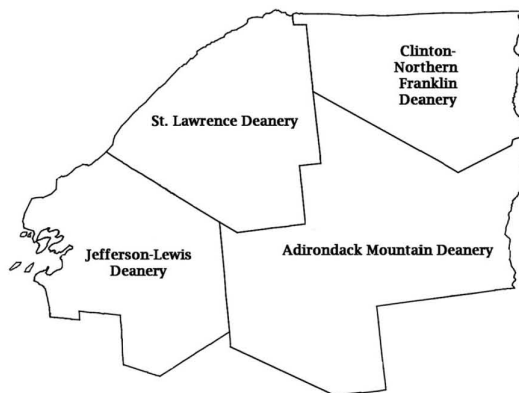 Clinton-
Northern
Franklin
Deanery
St. Lawrence Deanery
Jefferson-Lewis
Deanery
Adirondack Mountain Deanery